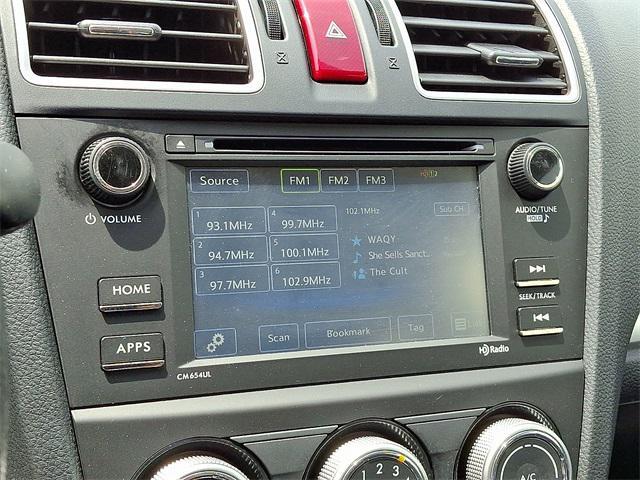 Source FM1 FM2 FM3
1 93.1MHz 4 99.7MHz 102.1MHz Sub CH
2 94.7MHz 5 100.1MHz WAQY
She Sells Sanct..
3 97.7MHz 6 102.9MHz The Cult
Scan Bookmark Tag
VOLUME
HOME
APPS
CM654UL
AUDIO/TUNE
HOLD
SEEK/TRACK
HD Radio
1 2 3
A/C